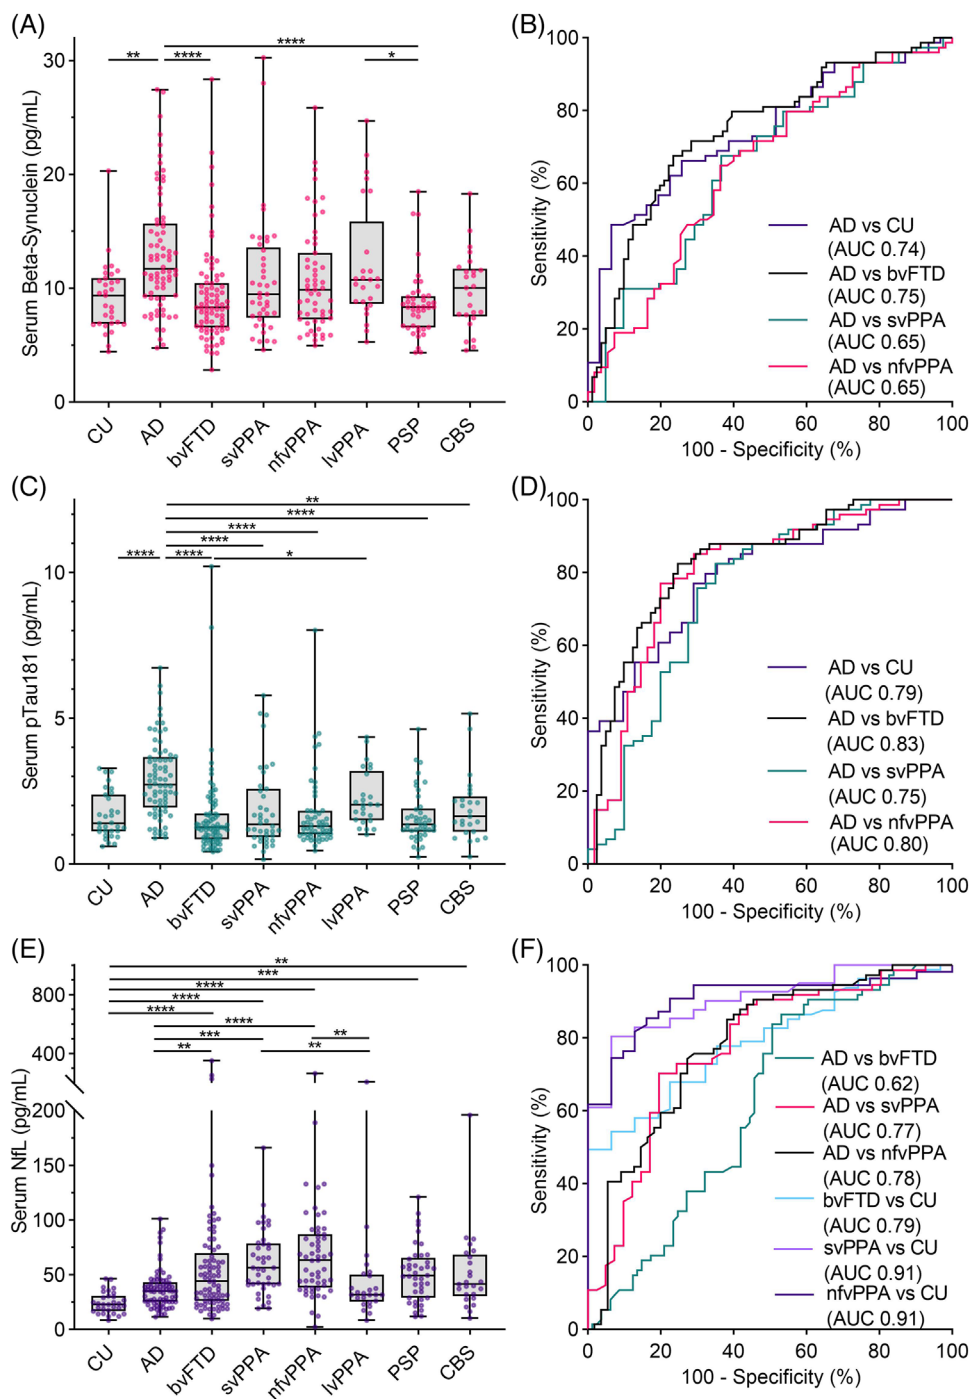 (A)
****
** **** *
Serum Beta-Synuclein (pg/mL)
30
20
10
0
CU AD bvFTD svPPA nfvPPA lvPPA PSP CBS
(B)
Sensitivity (%)
100
80
60
40
20
0
AD vs CU
(AUC 0.74)
AD vs bvFTD
(AUC 0.75)
AD vs svPPA
(AUC 0.65)
AD vs nfvPPA
(AUC 0.65)
0 20 40 60 80 100
100 - Specificity (%)
(C)
**
****
****
****
**** **** *
Serum pTau181 (pg/mL)
10
5
0
CU AD bvFTD svPPA nfvPPA lvPPA PSP CBS
(D)
Sensitivity (%)
100
80
60
40
20
0
AD vs CU
(AUC 0.79)
AD vs bvFTD
(AUC 0.83)
AD vs svPPA
(AUC 0.75)
AD vs nfvPPA
(AUC 0.80)
0 20 40 60 80 100
100 - Specificity (%)
(E)
**
***
****
****
****
**** **
***
** **
Serum NfL (pg/mL)
800
400
200
150
100
50
0
CU AD bvFTD svPPA nfvPPA lvPPA PSP CBS
(F)
Sensitivity (%)
100
80
60
40
20
0
AD vs bvFTD
(AUC 0.62)
AD vs svPPA
(AUC 0.77)
AD vs nfvPPA
(AUC 0.78)
bvFTD vs CU
(AUC 0.79)
svPPA vs CU
(AUC 0.91)
nfvPPA vs CU
(AUC 0.91)
0 20 40 60 80 100
100 - Specificity (%)